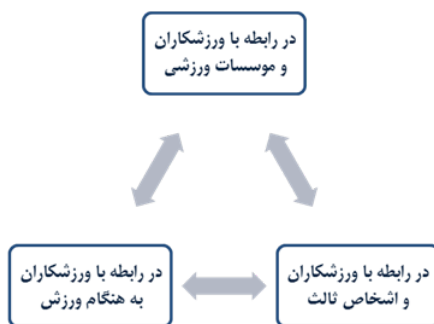 در رابطه با ورزشکاران
و موسسات ورزشی
در رابطه با ورزشکاران
و اشخاص ثالث
در رابطه با ورزشکاران
به هنگام ورزش